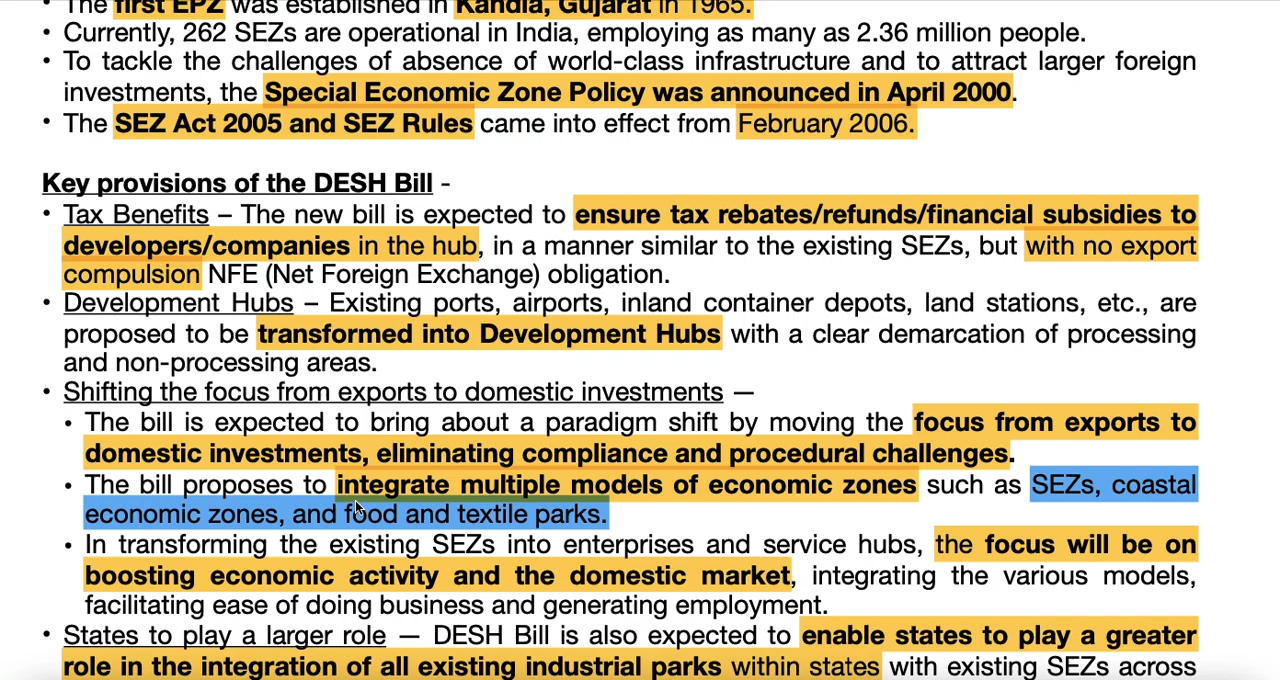 • The first EPZ was established in Kandla, Gujarat in 1965.
• Currently, 262 SEZs are operational in India, employing as many as 2.36 million people.
• To tackle the challenges of absence of world-class infrastructure and to attract larger foreign
investments, the Special Economic Zone Policy was announced in April 2000.
• The SEZ Act 2005 and SEZ Rules came into effect from February 2006.
Key provisions of the DESH Bill -
• Tax Benefits – The new bill is expected to ensure tax rebates/refunds/financial subsidies to
developers/companies in the hub, in a manner similar to the existing SEZs, but with no export
compulsion NFE (Net Foreign Exchange) obligation.
• Development Hubs – Existing ports, airports, inland container depots, land stations, etc., are
proposed to be transformed into Development Hubs with a clear demarcation of processing
and non-processing areas.
• Shifting the focus from exports to domestic investments —
• The bill is expected to bring about a paradigm shift by moving the focus from exports to
domestic investments, eliminating compliance and procedural challenges.
• The bill proposes to integrate multiple models of economic zones such as SEZs, coastal
economic zones, and food and textile parks.
• In transforming the existing SEZs into enterprises and service hubs, the focus will be on
boosting economic activity and the domestic market, integrating the various models,
facilitating ease of doing business and generating employment.
• States to play a larger role — DESH Bill is also expected to enable states to play a greater
role in the integration of all existing industrial parks within states with existing SEZs across